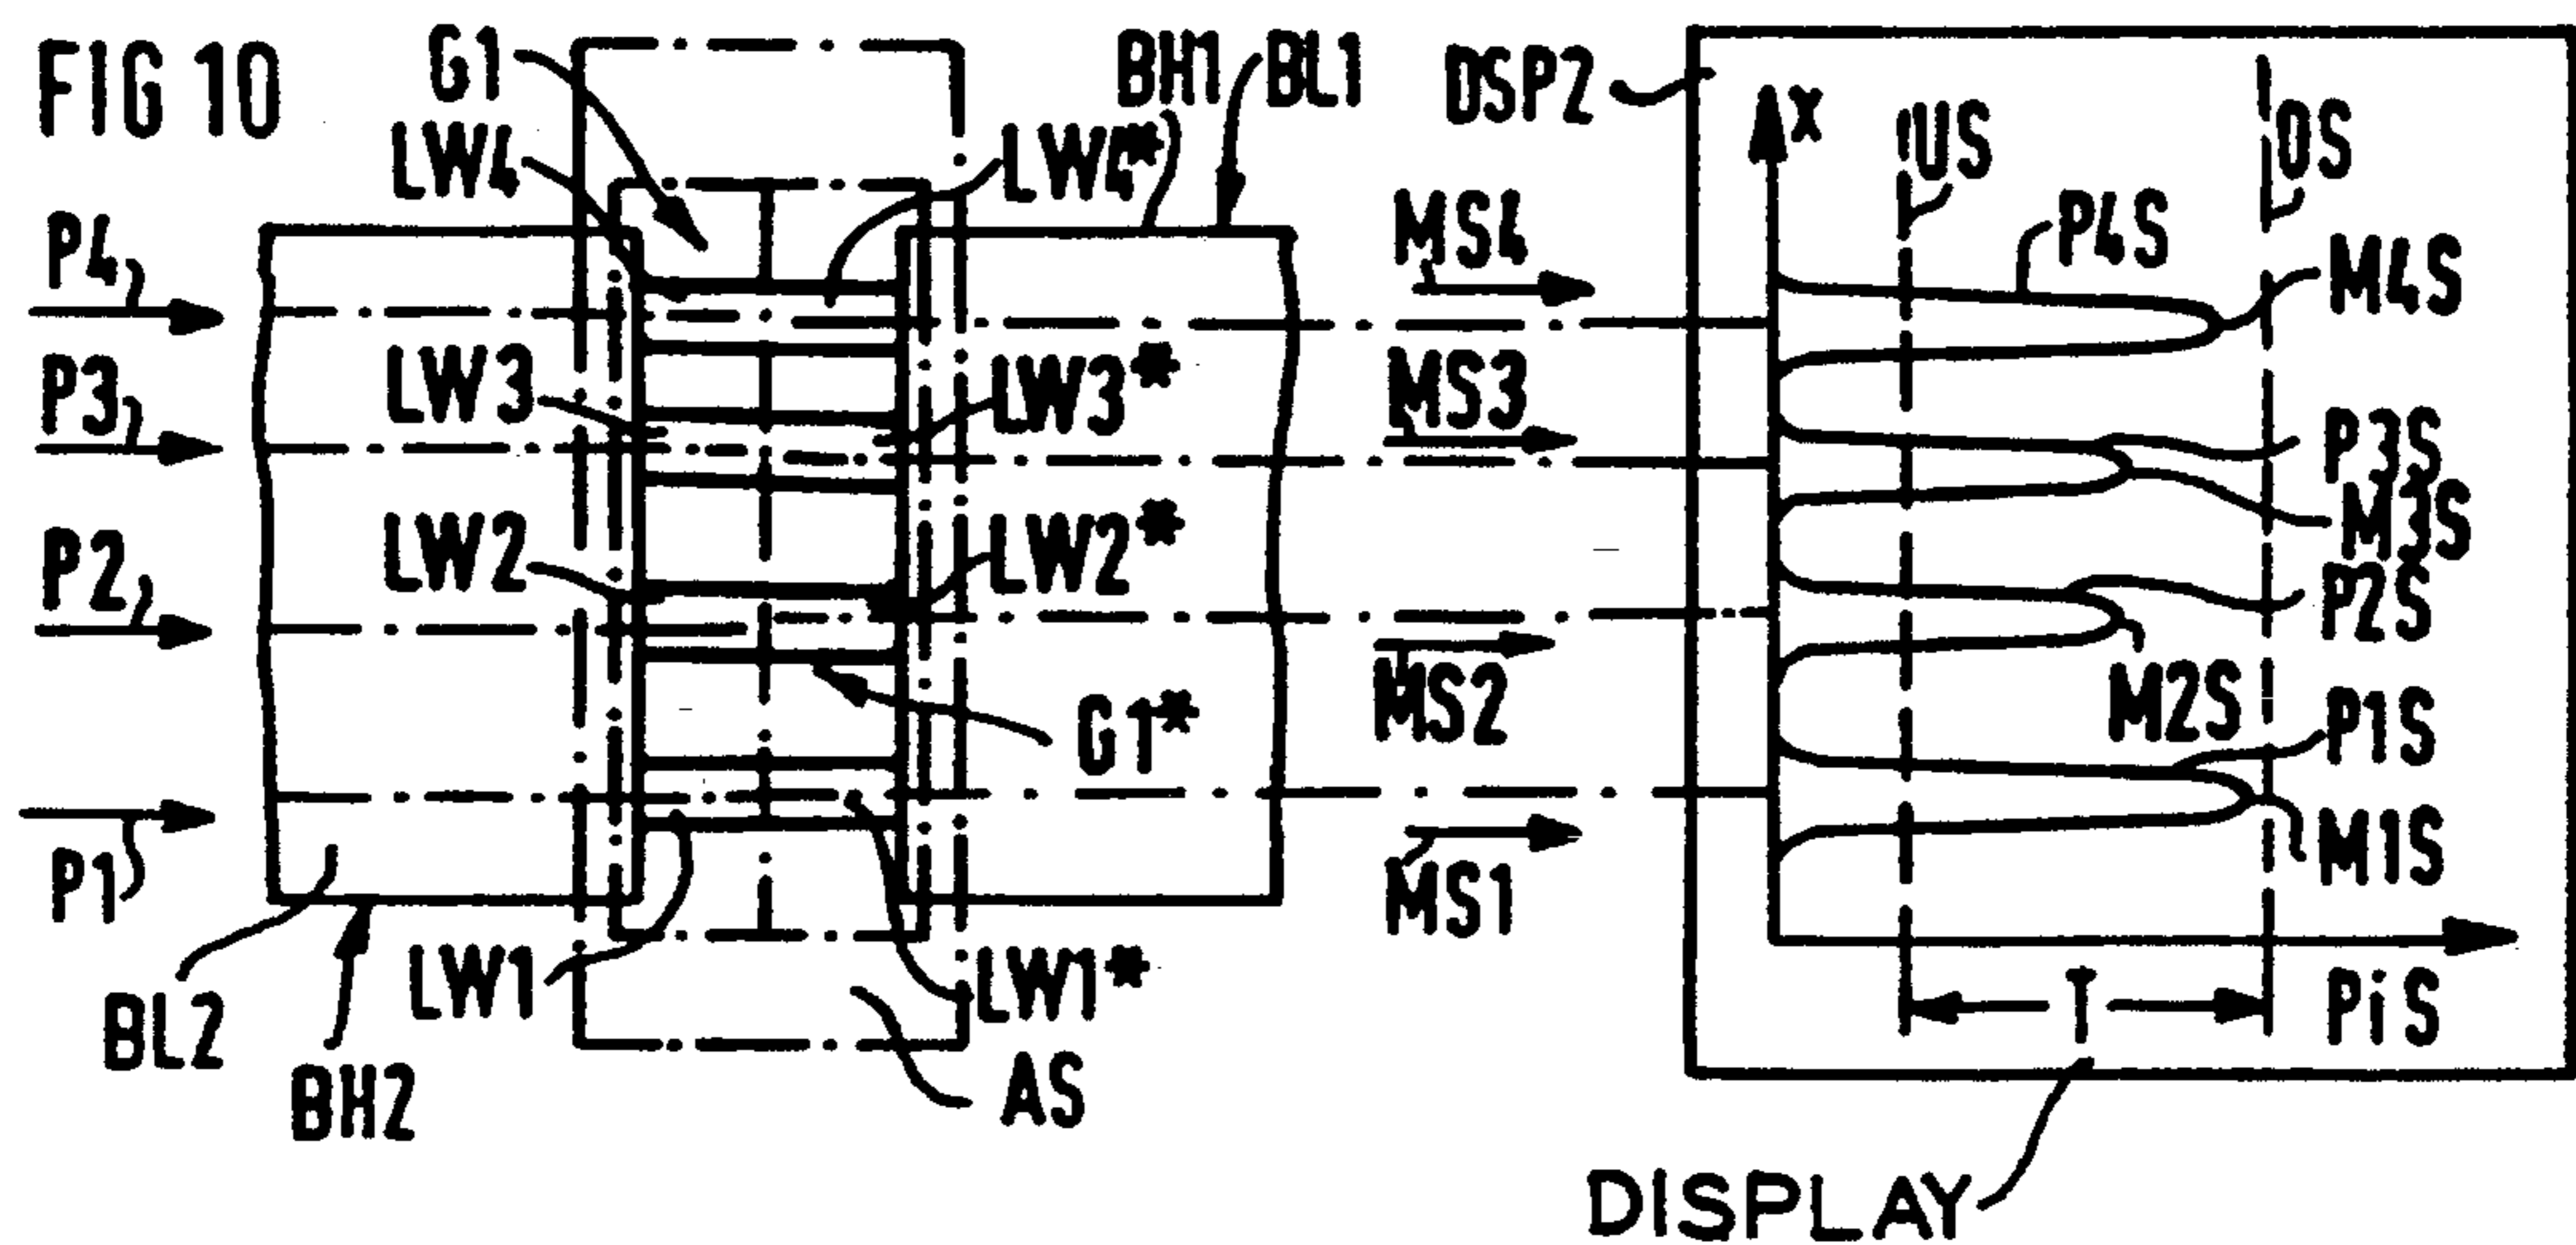 FIG 10
G1
BH1 BL1
DSP2
X
US
OS
LW4
LW4*
MS4
P4S
M4S
P4
P3
LW3
LW3*
MS3
P3S
M3S
P2
LW2
LW2*
MS2
P2S
M2S
G1*
P1S
M1S
P1
MS1
LW1
LW1*
BL2
BH2
AS
T
PiS
DISPLAY